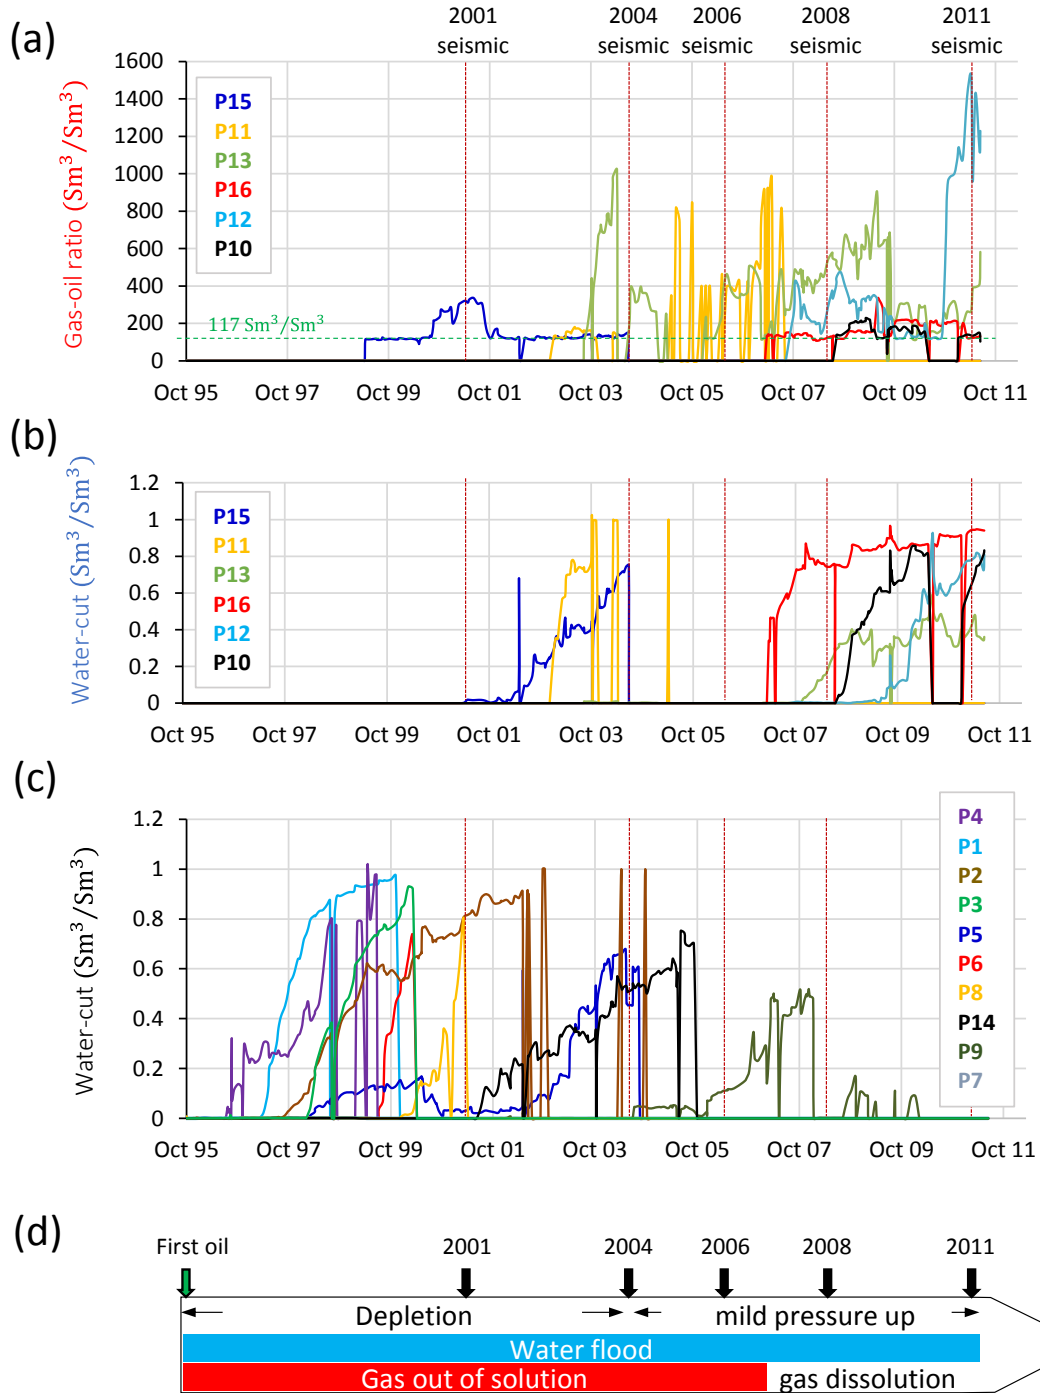 (a)
2001 2004 2006 2008 2011
seismic seismic seismic seismic seismic
Gas-oil ratio (Sm³/Sm³)
1600
1400
1200
1000
800
600
400
200
0
P15
P11
P13
P16
P12
P10
117 Sm³/Sm³
Oct 95 Oct 97 Oct 99 Oct 01 Oct 03 Oct 05 Oct 07 Oct 09 Oct 11
(b)
Water-cut (Sm³/Sm³)
1.2
1
0.8
0.6
0.4
0.2
0
P15
P11
P13
P16
P12
P10
Oct 95 Oct 97 Oct 99 Oct 01 Oct 03 Oct 05 Oct 07 Oct 09 Oct 11
(c)
Water-cut (Sm³/Sm³)
1.2
1
0.8
0.6
0.4
0.2
0
P4
P1
P2
P3
P5
P6
P8
P14
P9
P7
Oct 95 Oct 97 Oct 99 Oct 01 Oct 03 Oct 05 Oct 07 Oct 09 Oct 11
(d)
First oil 2001 2004 2006 2008 2011
Depletion mild pressure up
Water flood
Gas out of solution gas dissolution